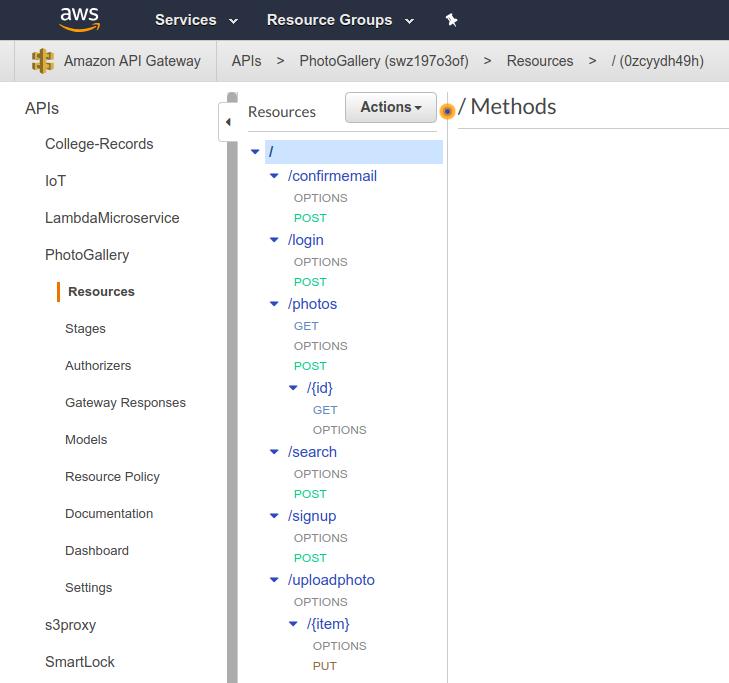 aws Services Resource Groups
Amazon API Gateway APIs > PhotoGallery (swz197o3of) > Resources > / (0zcyydh49h)
APIs
College-Records
IoT
LambdaMicroservice
PhotoGallery
Resources
Stages
Authorizers
Gateway Responses
Models
Resource Policy
Documentation
Dashboard
Settings
s3proxy
SmartLock
Resources Actions
/
/confirmemail
OPTIONS
POST
/login
OPTIONS
POST
/photos
GET
OPTIONS
POST
/{id}
GET
OPTIONS
/search
OPTIONS
POST
/signup
OPTIONS
POST
/uploadphoto
OPTIONS
/{item}
OPTIONS
PUT
/ Methods